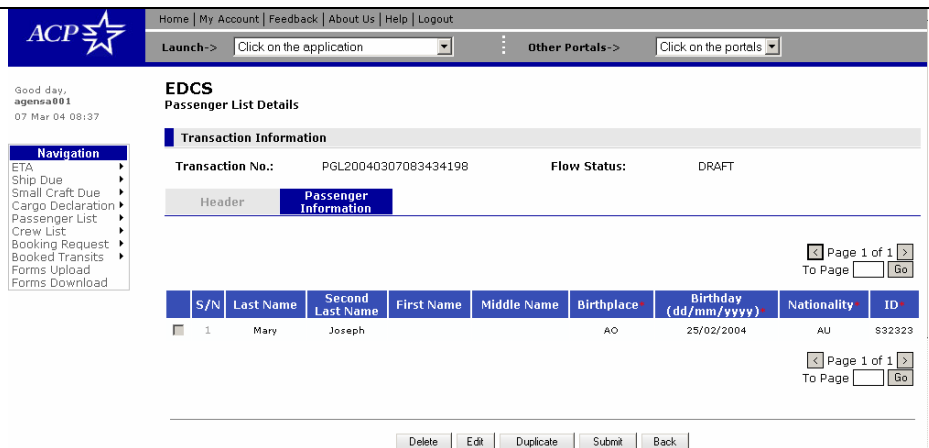 ACP
Home | My Account | Feedback | About Us | Help | Logout
Launch-> Click on the application Other Portals-> Click on the portals
Good day,
agensa001
07 Mar 04 08:37
Navigation
ETA
Ship Due
Small Craft Due
Cargo Declaration
Passenger List
Crew List
Booking Request
Booked Transits
Forms Upload
Forms Download
EDCS
Passenger List Details
Transaction Information
Transaction No.: PGL20040307083434198 Flow Status: DRAFT
Header Passenger Information
< Page 1 of 1 >
To Page Go
S/N Last Name Second Last Name First Name Middle Name Birthplace* Birthday (dd/mm/yyyy)* Nationality* ID*
1 Mary Joseph AO 25/02/2004 AU S32323
< Page 1 of 1 >
To Page Go
Delete Edit Duplicate Submit Back